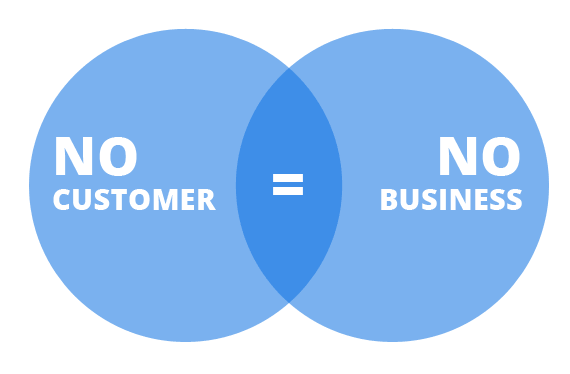 NO
CUSTOMER
=
NO
BUSINESS